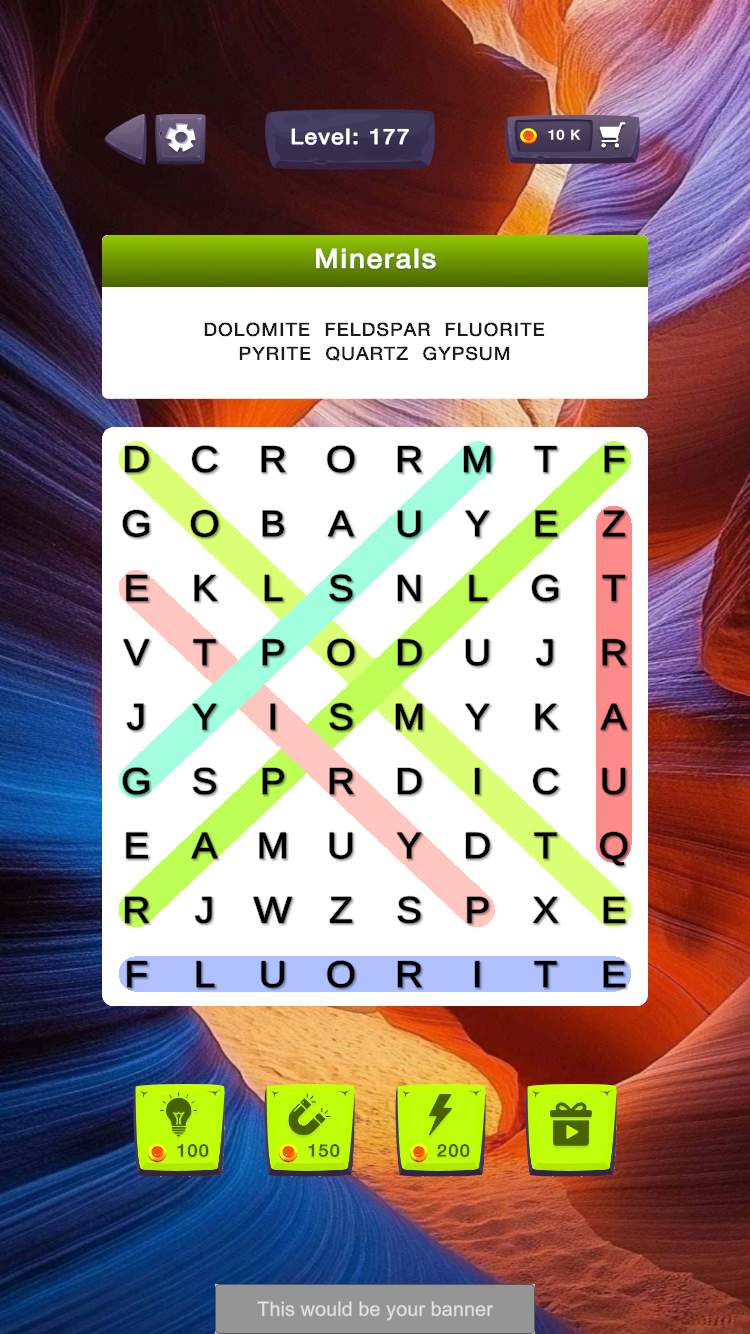 Level: 177
10 K
Minerals
DOLOMITE FELDSPAR FLUORITE
PYRITE QUARTZ GYPSUM
D C R O R M T F
G O B A U Y E Z
E K L S N L G T
V T P O D U J R
J Y I S M Y K A
G S P R D I C U
E A M U Y D T Q
R J W Z S P X E
F L U O R I T E
100 150 200
This would be your banner